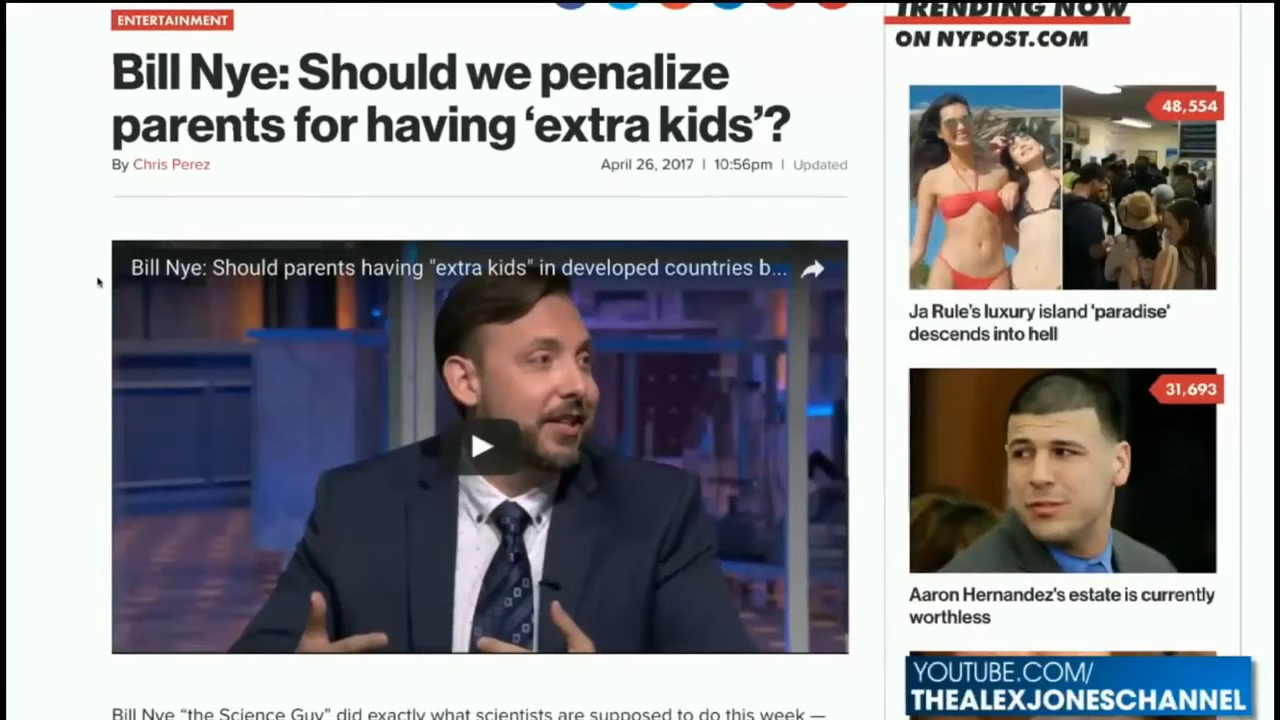 ENTERTAINMENT
Bill Nye: Should we penalize
parents for having ‘extra kids’?
By Chris Perez
April 26, 2017 | 10:56pm | Updated
Bill Nye: Should parents having "extra kids" in developed countries b...
Bill Nye “the Science Guy” did exactly what scientists are supposed to do this week —
TRENDING NOW
ON NYPOST.COM
48,554
Ja Rule's luxury island 'paradise'
descends into hell
31,693
Aaron Hernandez's estate is currently
worthless
YOUTUBE.COM/
THEALEXJONESCHANNEL